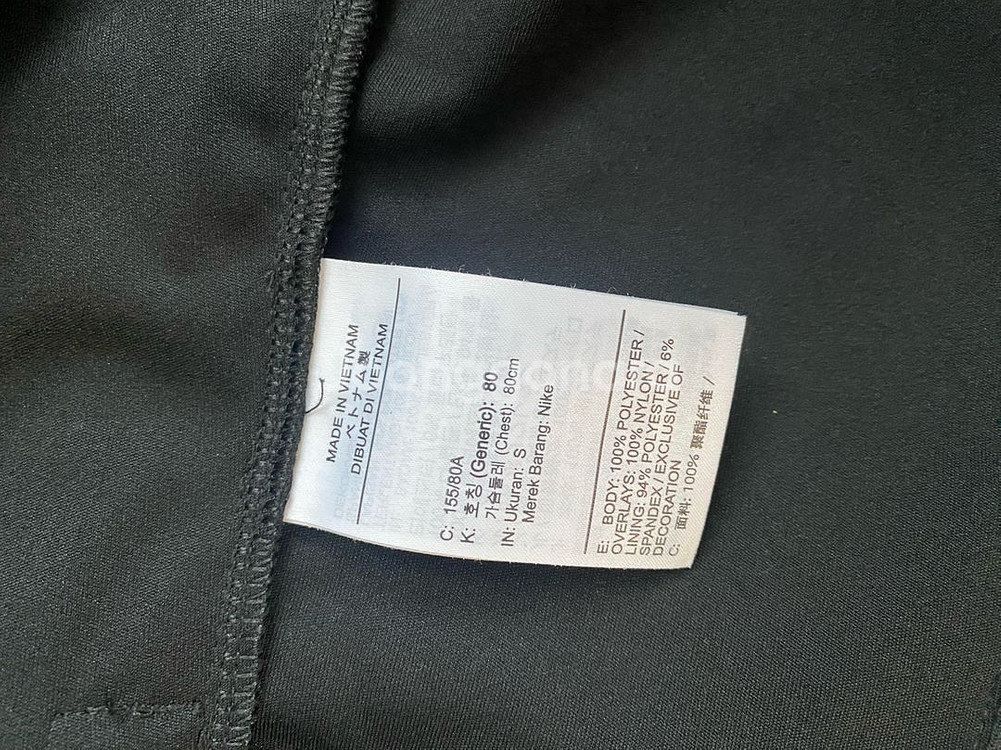 MADE IN VIETNAM
ベトナム製
DIBUAT DI VIETNAM
C: 155/80A
K: 호칭 (Generic): 80
가슴둘레 (Chest): 80cm
IN: Ukuran: S
Merek Barang: Nike
E: BODY: 100% POLYESTER /
OVERLAYS: 100% NYLON /
LINING: 94% POLYESTER / 6%
SPANDEX / EXCLUSIVE OF
DECORATION
C: 面料: 100% 聚酯纤维 /